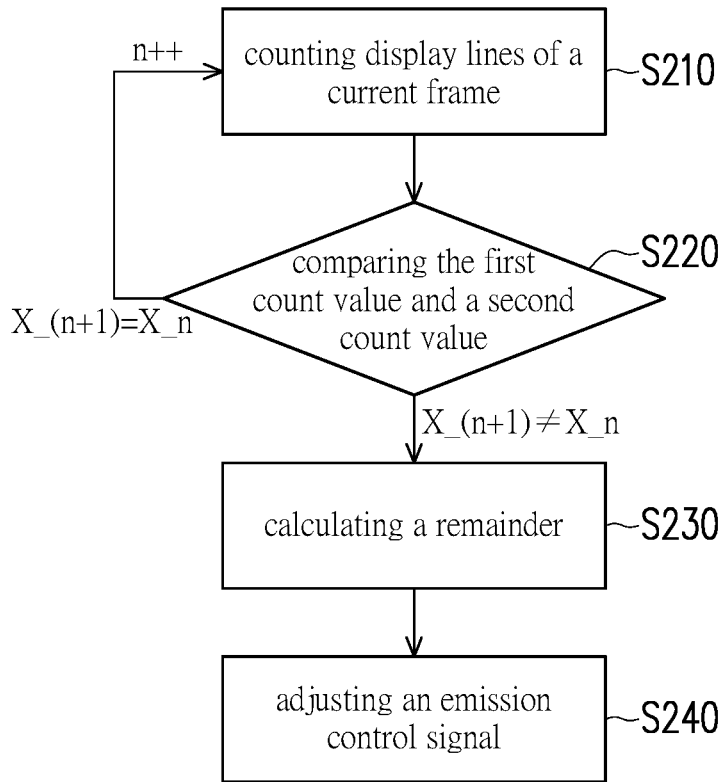 n++
counting display lines of a
current frame
S210
comparing the first
count value and a second
count value
S220
X_(n+1)=X_n
X_(n+1)≠X_n
calculating a remainder
S230
adjusting an emission
control signal
S240